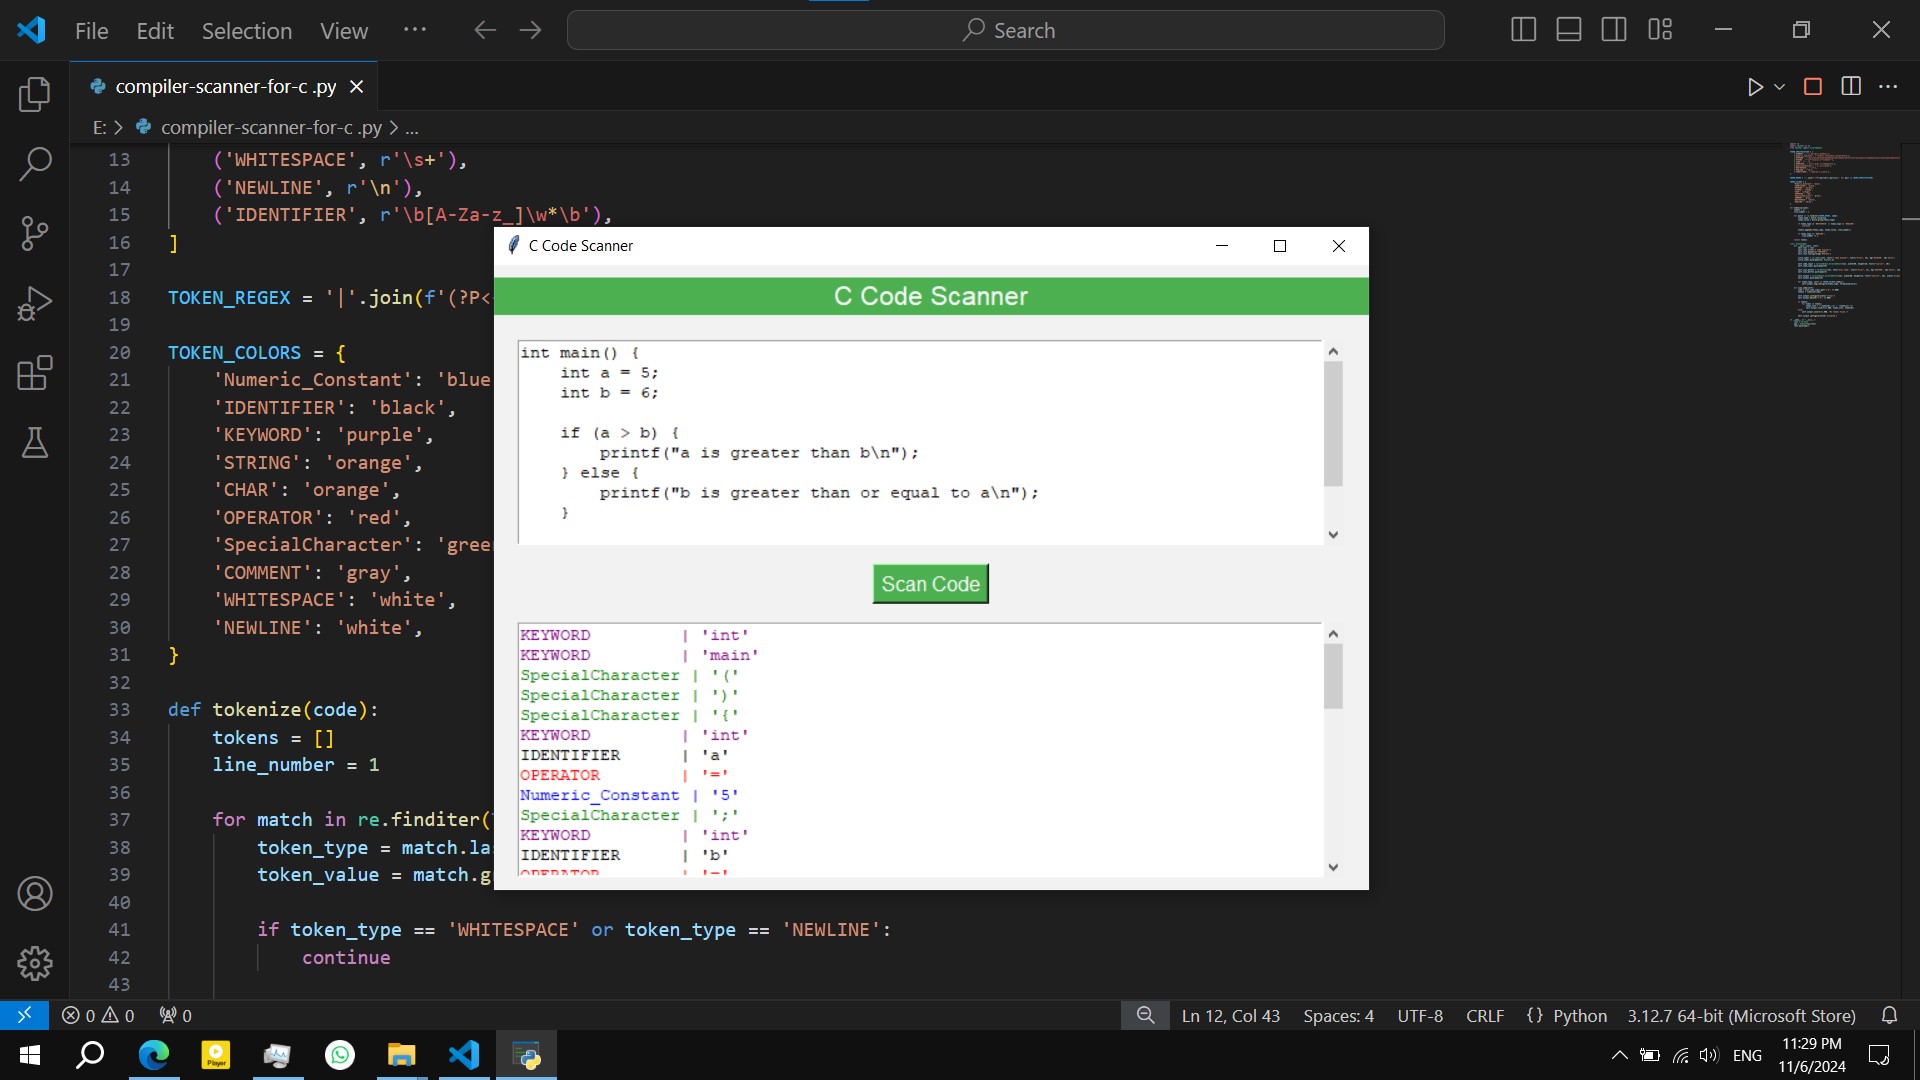 File Edit Selection View ··· Search
compiler-scanner-for-c .py
E: > compiler-scanner-for-c .py > ...
13 ('WHITESPACE', r'\s+'),
14 ('NEWLINE', r'\n'),
15 ('IDENTIFIER', r'\b[A-Za-z_]\w*\b'),
16 ]
17
18 TOKEN_REGEX = '|'.join(f'(?P<
19
20 TOKEN_COLORS = {
21 'Numeric_Constant': 'blue
22 'IDENTIFIER': 'black',
23 'KEYWORD': 'purple',
24 'STRING': 'orange',
25 'CHAR': 'orange',
26 'OPERATOR': 'red',
27 'SpecialCharacter': 'gree
28 'COMMENT': 'gray',
29 'WHITESPACE': 'white',
30 'NEWLINE': 'white',
31 }
32
33 def tokenize(code):
34 tokens = []
35 line_number = 1
36
37 for match in re.finditer(
38 token_type = match.la
39 token_value = match.g
40
41 if token_type == 'WHITESPACE' or token_type == 'NEWLINE':
42 continue
43
C Code Scanner
C Code Scanner
int main() {
int a = 5;
int b = 6;
if (a > b) {
printf("a is greater than b\n");
} else {
printf("b is greater than or equal to a\n");
}
Scan Code
KEYWORD | 'int'
KEYWORD | 'main'
SpecialCharacter | '('
SpecialCharacter | ')'
SpecialCharacter | '{'
KEYWORD | 'int'
IDENTIFIER | 'a'
OPERATOR | '='
Numeric_Constant | '5'
SpecialCharacter | ';'
KEYWORD | 'int'
IDENTIFIER | 'b'
OPERATOR | '='
0 0 0 Ln 12, Col 43 Spaces: 4 UTF-8 CRLF {} Python 3.12.7 64-bit (Microsoft Store)
Player
ENG
11:29 PM
11/6/2024